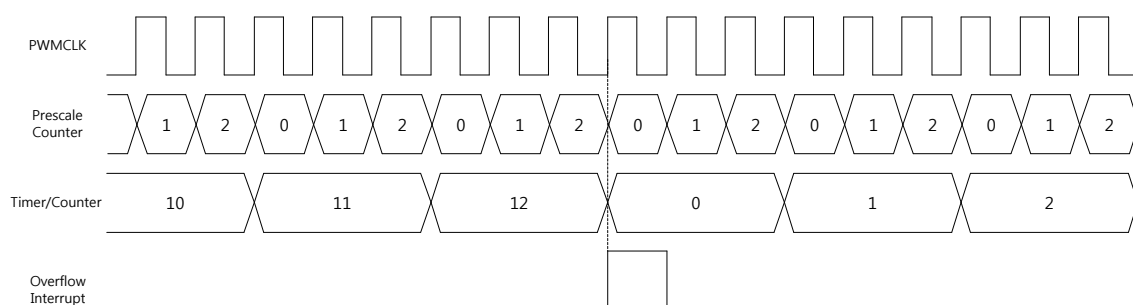 PWMCLK
Prescale
Counter
1 2 0 1 2 0 1 2 0 1 2 0 1 2 0 1 2
Timer/Counter
10 11 12 0 1 2
Overflow
Interrupt